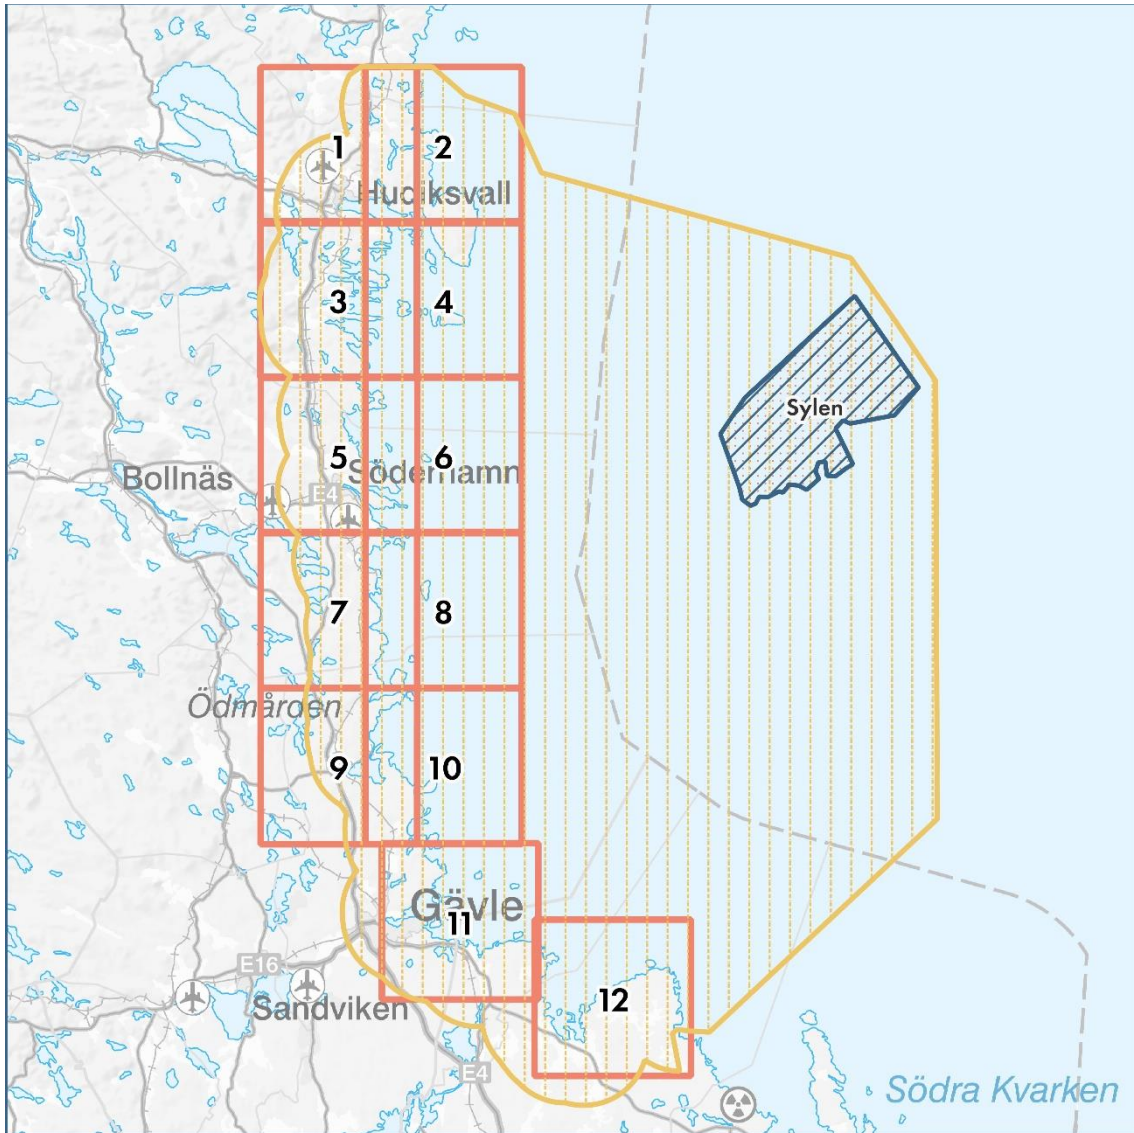 1
2
Hudiksvall
3
4
Sylen
5
6
Bollnäs
Söderhamn
E4
7
8
Ödmården
9
10
Gävle
11
E16
Sandviken
12
E4
Södra Kvarken